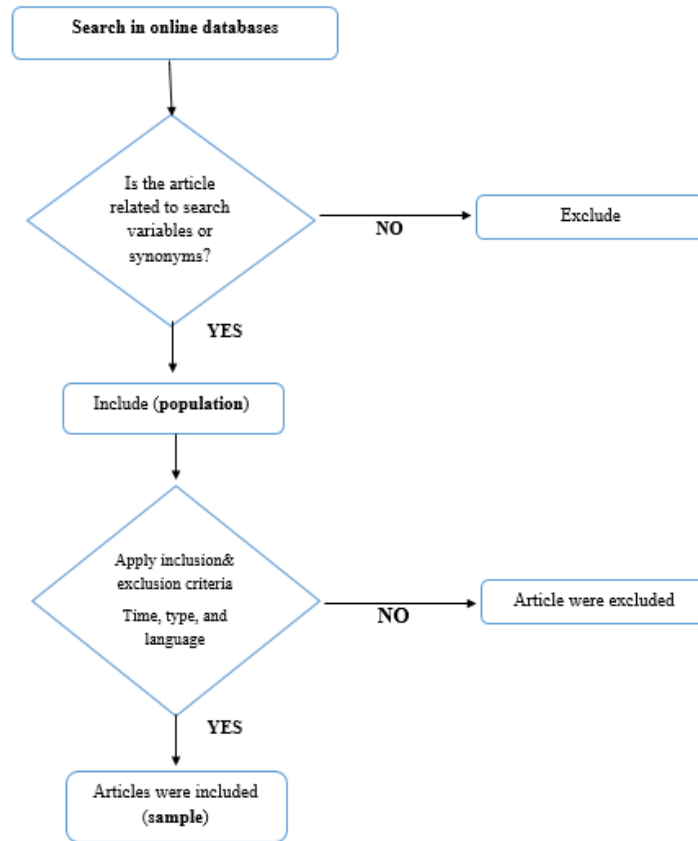 Search in online databases
Is the article
related to search
variables or
synonyms?
NO
Exclude
YES
Include (population)
Apply inclusion&
exclusion criteria
Time, type, and
language
NO
Article were excluded
YES
Articles were included
(sample)